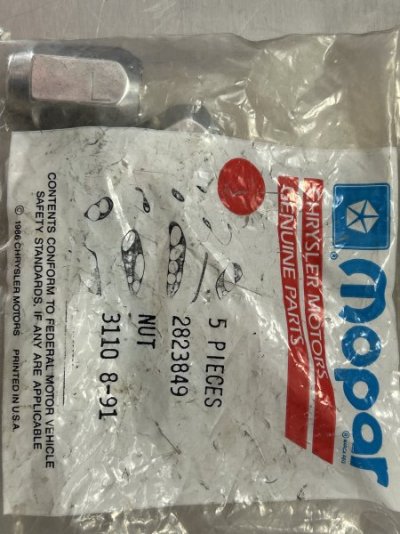 Mopar
CHRYSLER MOTORS
GENUINE PARTS
5 PIECES
2823849
NUT
3110 8-91
CONTENTS CONFORM TO FEDERAL MOTOR VEHICLE
SAFETY STANDARDS, IF ANY ARE APPLICABLE
© 1986 CHRYSLER MOTORS PRINTED IN U.S.A.